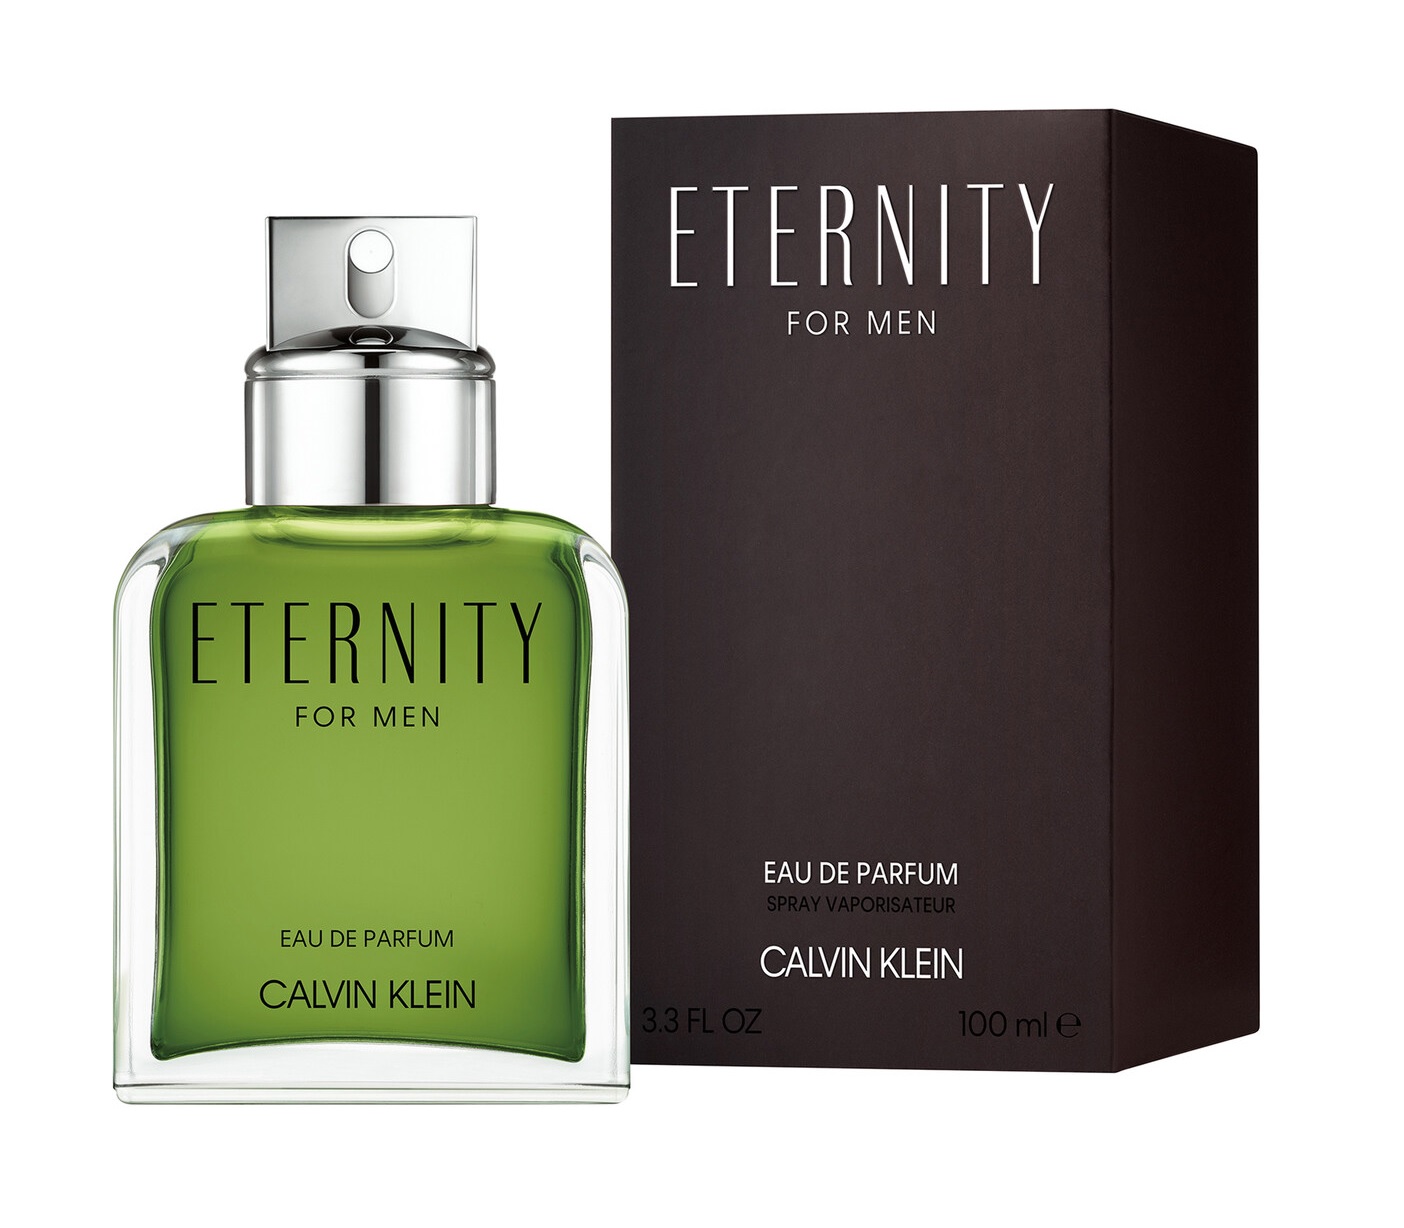 ETERNITY
FOR MEN
EAU DE PARFUM
CALVIN KLEIN
ETERNITY
FOR MEN
EAU DE PARFUM
SPRAY VAPORISATEUR
CALVIN KLEIN
3.3 FL OZ 100 ml ℮